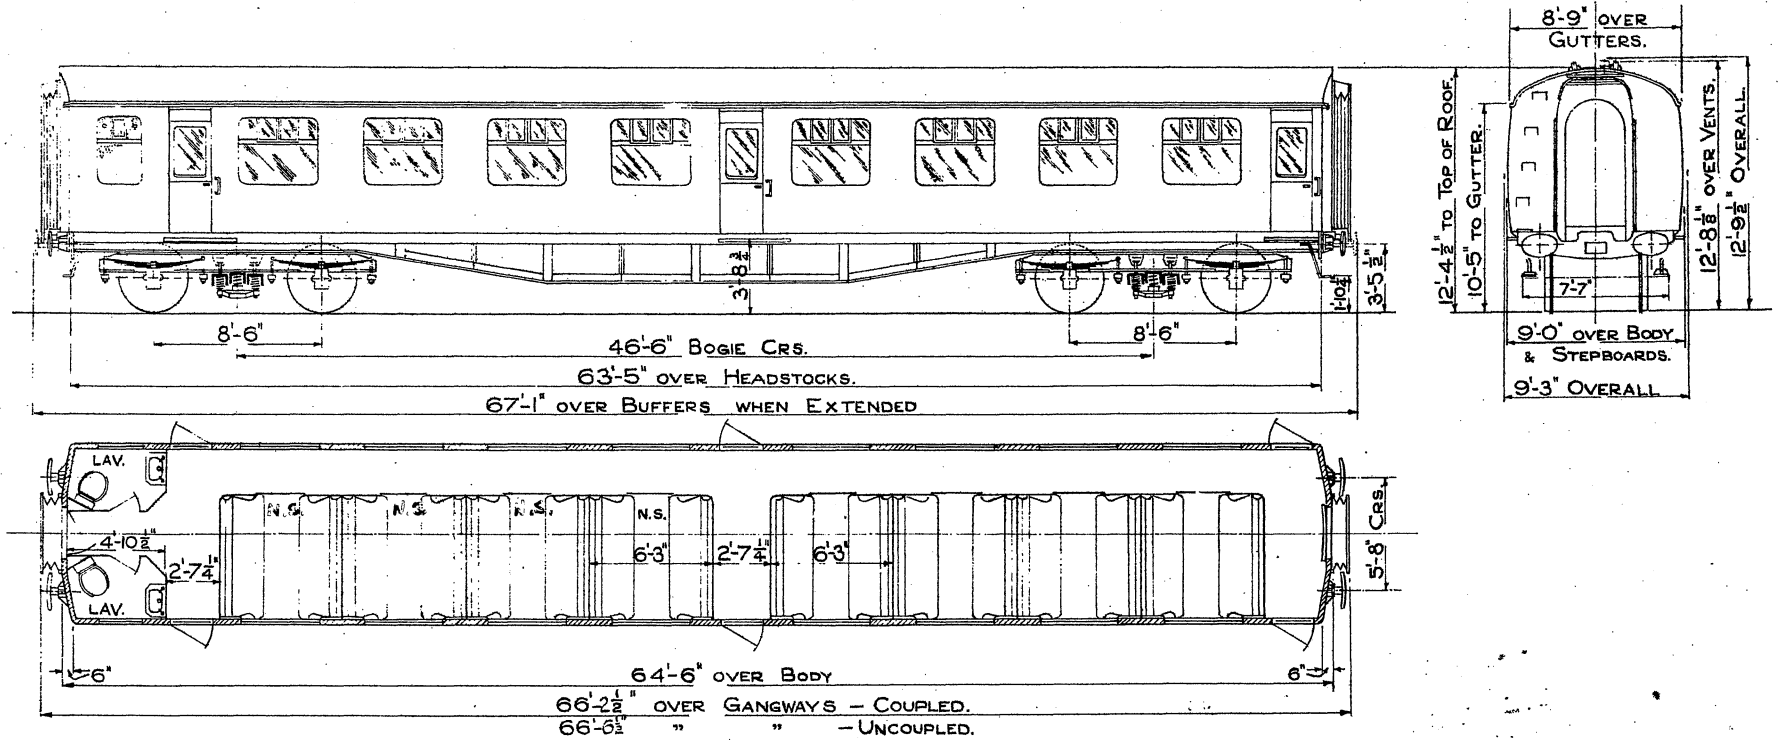 8'-9" OVER
GUTTERS.
12'-4½" TO TOP OF ROOF.
10'-5" TO GUTTER.
12'-8⅛" OVER VENTS.
12'-9½" OVERALL.
3'-8¾"
1'-10¼"
3'-5½"
7'-7"
8'-6"
8'-6"
46'-6" BOGIE CRS.
63'-5" OVER HEADSTOCKS.
67'-1" OVER BUFFERS WHEN EXTENDED
9'-0" OVER BODY
& STEPBOARDS.
9'-3" OVERALL
LAV.
N.S. N.S. N.S. N.S.
4'-10½"
2'-7¼"
6'-3" 2'-7¼" 6'-3"
5'-8" CRS.
LAV.
6" 6"
64'-6" OVER BODY
66'-2½" OVER GANGWAYS – COUPLED.
66'-6½" " " – UNCOUPLED.